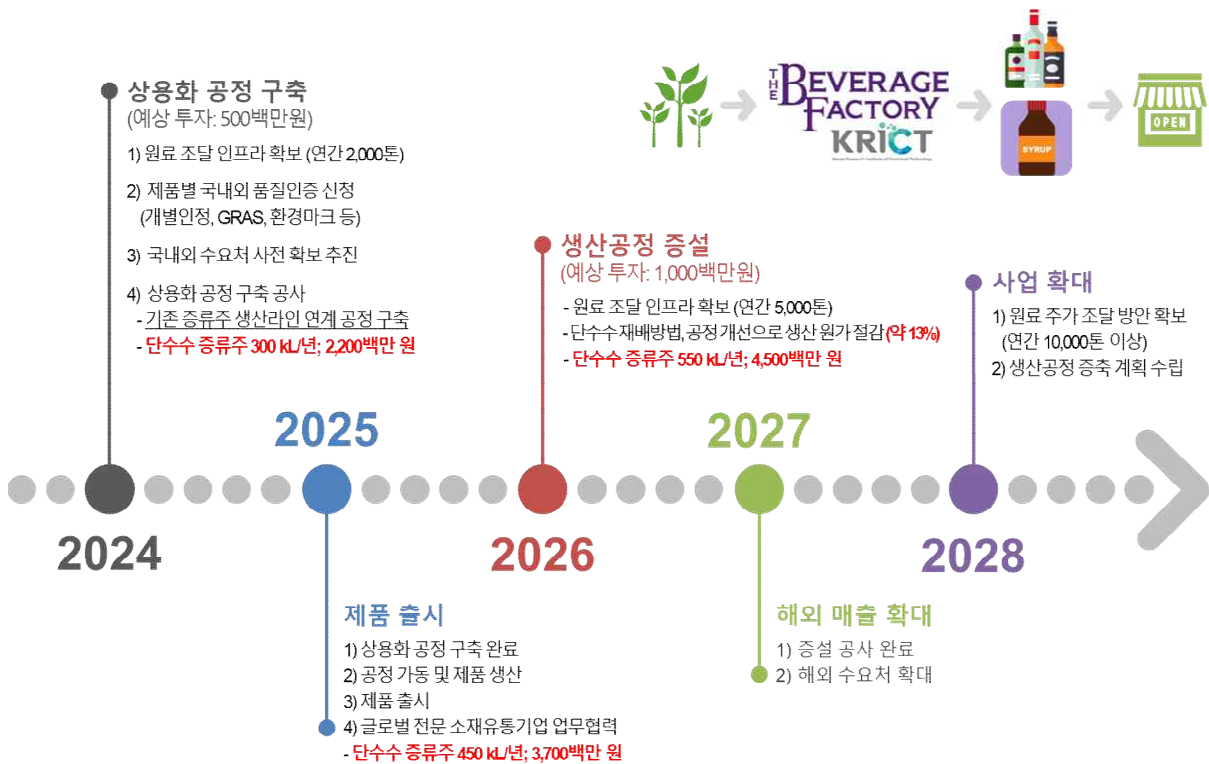 THE BEVERAGE FACTORY
KRICT
SYRUP
OPEN
상용화 공정 구축
(예상 투자: 500백만원)
1) 원료 조달 인프라 확보 (연간 2,000톤)
2) 제품별 국내외 품질인증 신청
(개별인정, GRAS, 환경마크 등)
3) 국내외 수요처 사전 확보 추진
4) 상용화 공정 구축 공사
- 기존 증류주 생산라인 연계 공정 구축
- 단수수 증류주 300 kL/년; 2,200백만 원
생산공정 증설
(예상 투자: 1,000백만원)
- 원료 조달 인프라 확보 (연간 5,000톤)
- 단수수 재배방법, 공정 개선으로 생산 원가 절감 (약 13%)
- 단수수 증류주 550 kL/년; 4,500백만 원
사업 확대
1) 원료 추가 조달 방안 확보
(연간 10,000톤 이상)
2) 생산공정 증축 계획 수립
2025
2027
2024
2026
2028
제품 출시
1) 상용화 공정 구축 완료
2) 공정 가동 및 제품 생산
3) 제품 출시
4) 글로벌 전문 소재유통기업 업무협력
- 단수수 증류주 450 kL/년; 3,700백만 원
해외 매출 확대
1) 증설 공사 완료
2) 해외 수요처 확대